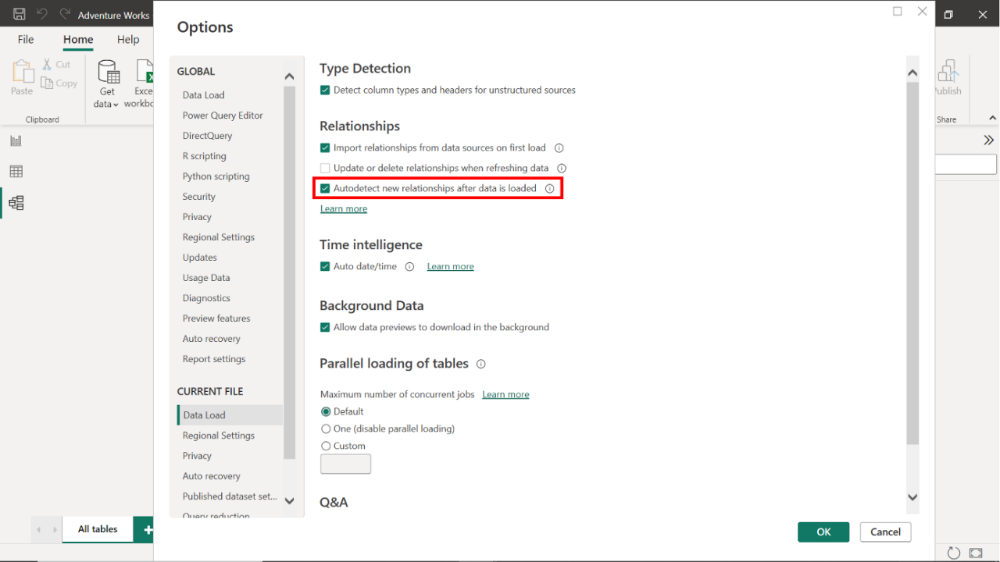 Adventure Works
File
Home
Help
Paste
Cut
Copy
Get
data
Exce
workbo
Clipboard
Publish
Share
All tables
Options
GLOBAL
Data Load
Power Query Editor
DirectQuery
R scripting
Python scripting
Security
Privacy
Regional Settings
Updates
Usage Data
Diagnostics
Preview features
Auto recovery
Report settings
CURRENT FILE
Data Load
Regional Settings
Privacy
Auto recovery
Published dataset set...
Query reduction
Type Detection
Detect column types and headers for unstructured sources
Relationships
Import relationships from data sources on first load
Update or delete relationships when refreshing data
Autodetect new relationships after data is loaded
Learn more
Time intelligence
Auto date/time Learn more
Background Data
Allow data previews to download in the background
Parallel loading of tables
Maximum number of concurrent jobs Learn more
Default
One (disable parallel loading)
Custom
Q&A
OK
Cancel